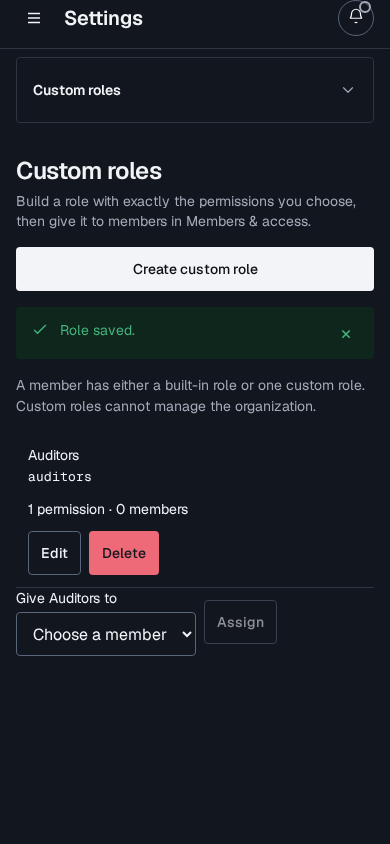 Settings
Custom roles
Custom roles
Build a role with exactly the permissions you choose,
then give it to members in Members & access.
Create custom role
Role saved.
A member has either a built-in role or one custom role.
Custom roles cannot manage the organization.
Auditors
auditors
1 permission · 0 members
Edit Delete
Give Auditors to
Choose a member Assign